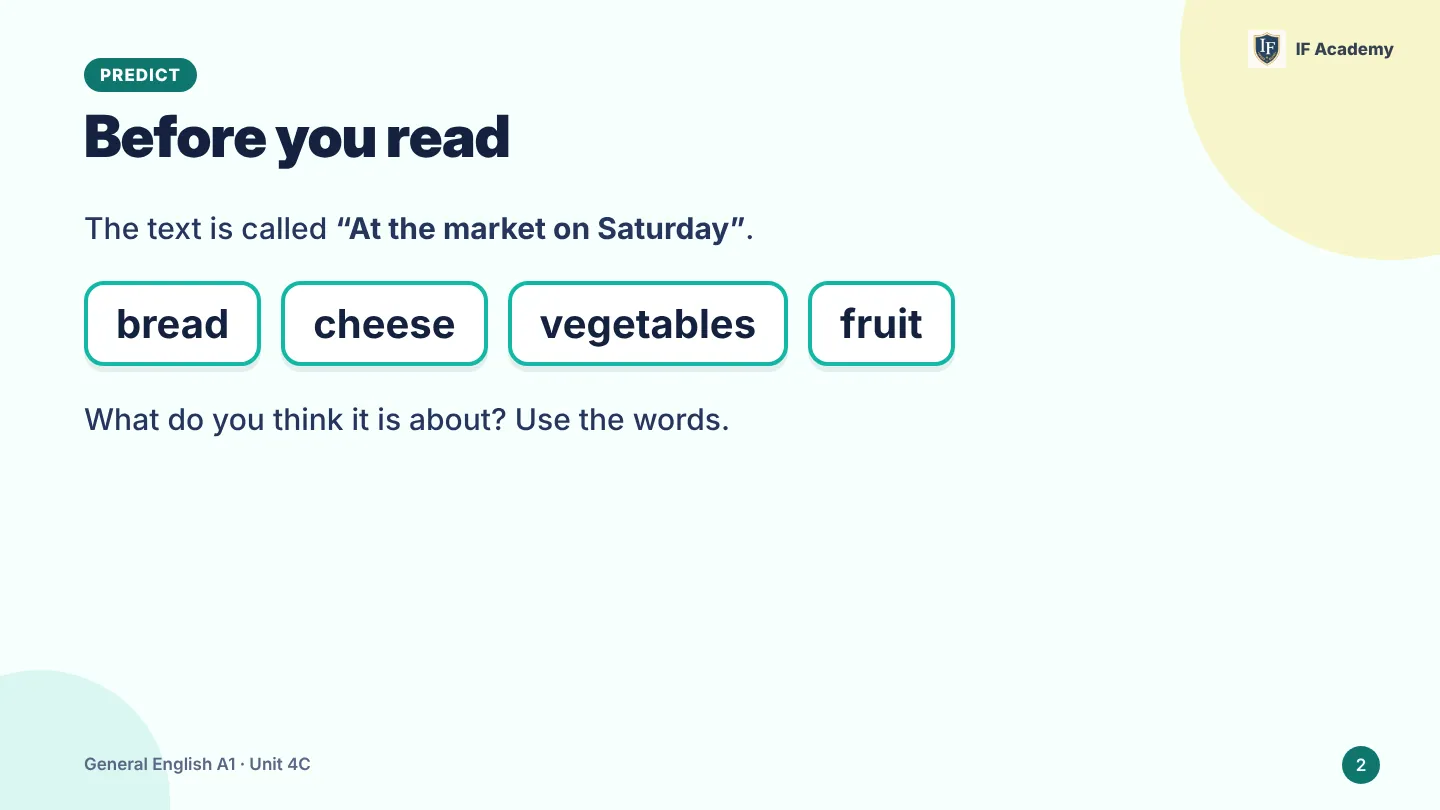 PREDICT
IF Academy
Before you read
The text is called “At the market on Saturday”.
bread cheese vegetables fruit
What do you think it is about? Use the words.
General English A1 · Unit 4C
2